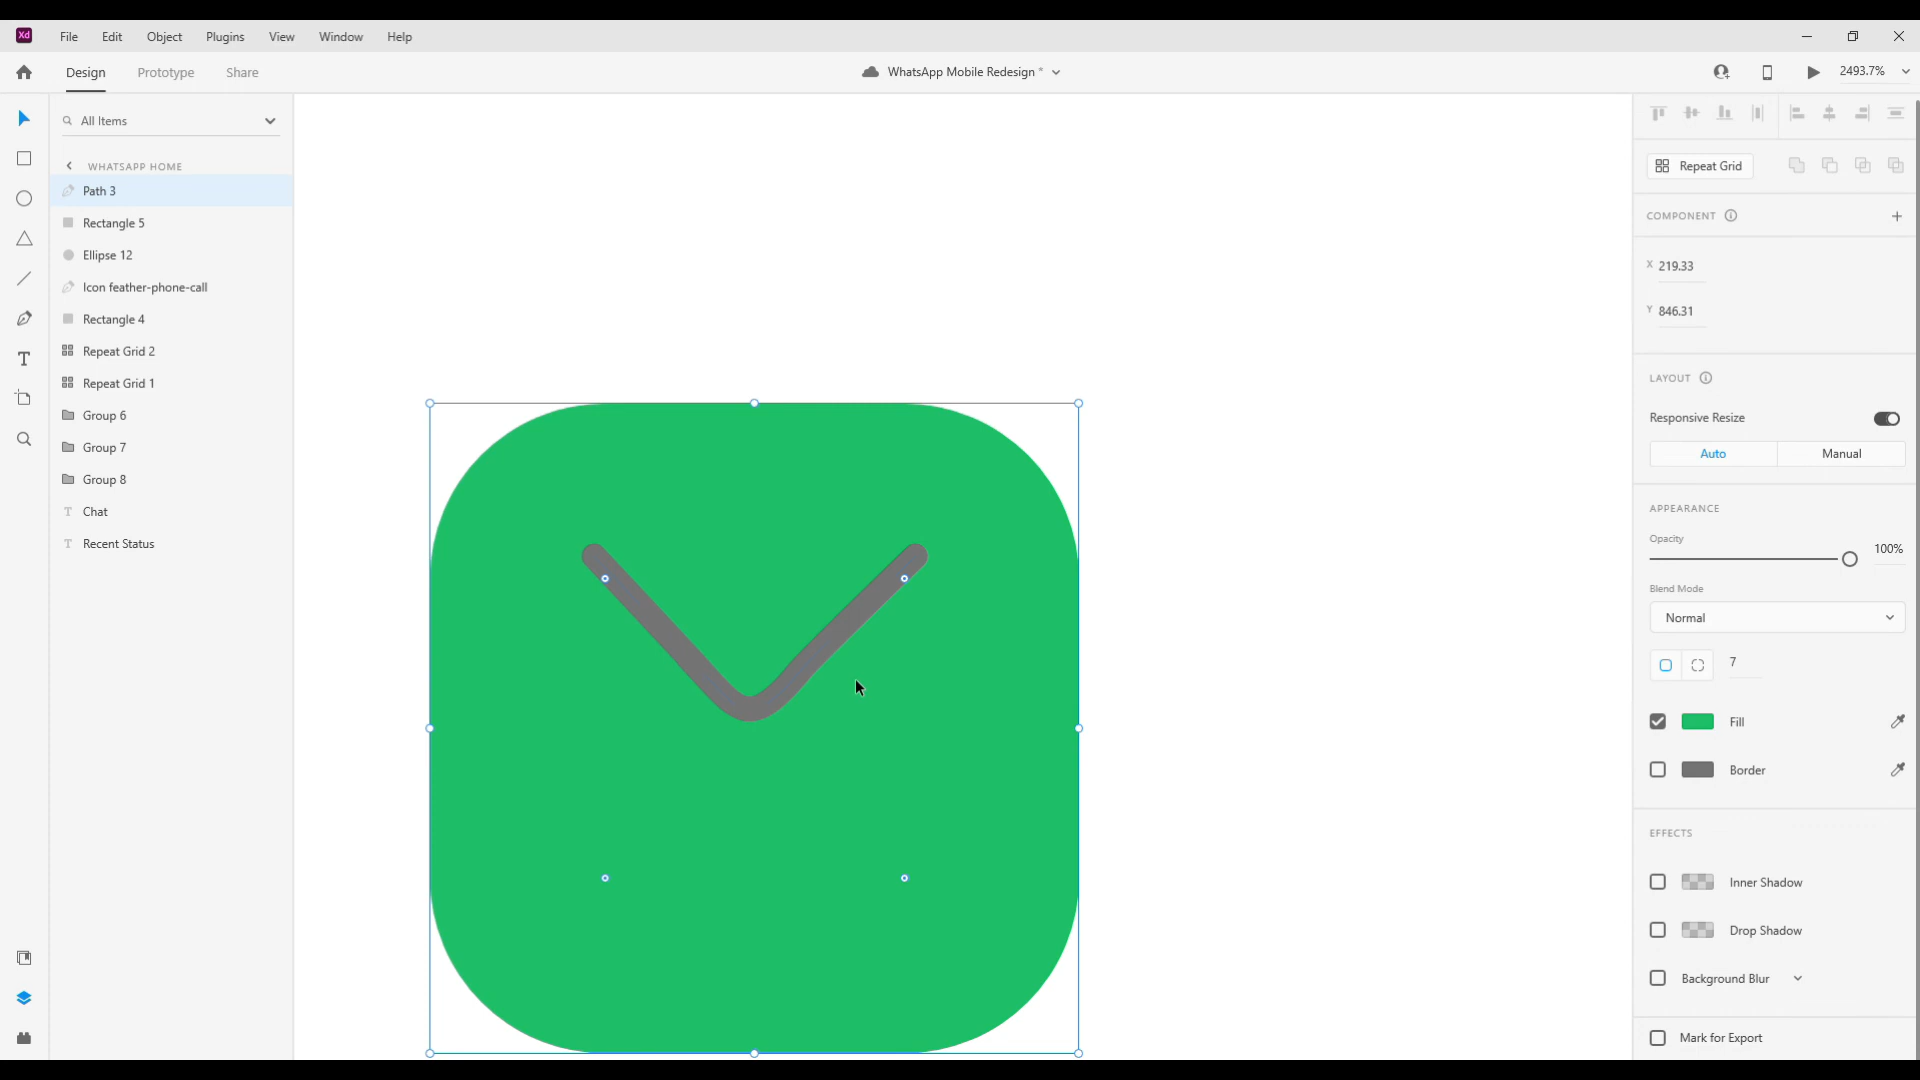 Xd File Edit Object Plugins View Window Help
Design Prototype Share WhatsApp Mobile Redesign * 2493.7%
All Items
WHATSAPP HOME
Path 3
Rectangle 5
Ellipse 12
Icon feather-phone-call
Rectangle 4
Repeat Grid 2
Repeat Grid 1
Group 6
Group 7
Group 8
Chat
Recent Status
Repeat Grid
COMPONENT
X 219.33
Y 846.31
LAYOUT
Responsive Resize
Auto Manual
APPEARANCE
Opacity
100%
Blend Mode
Normal
7
Fill
Border
EFFECTS
Inner Shadow
Drop Shadow
Background Blur
Mark for Export